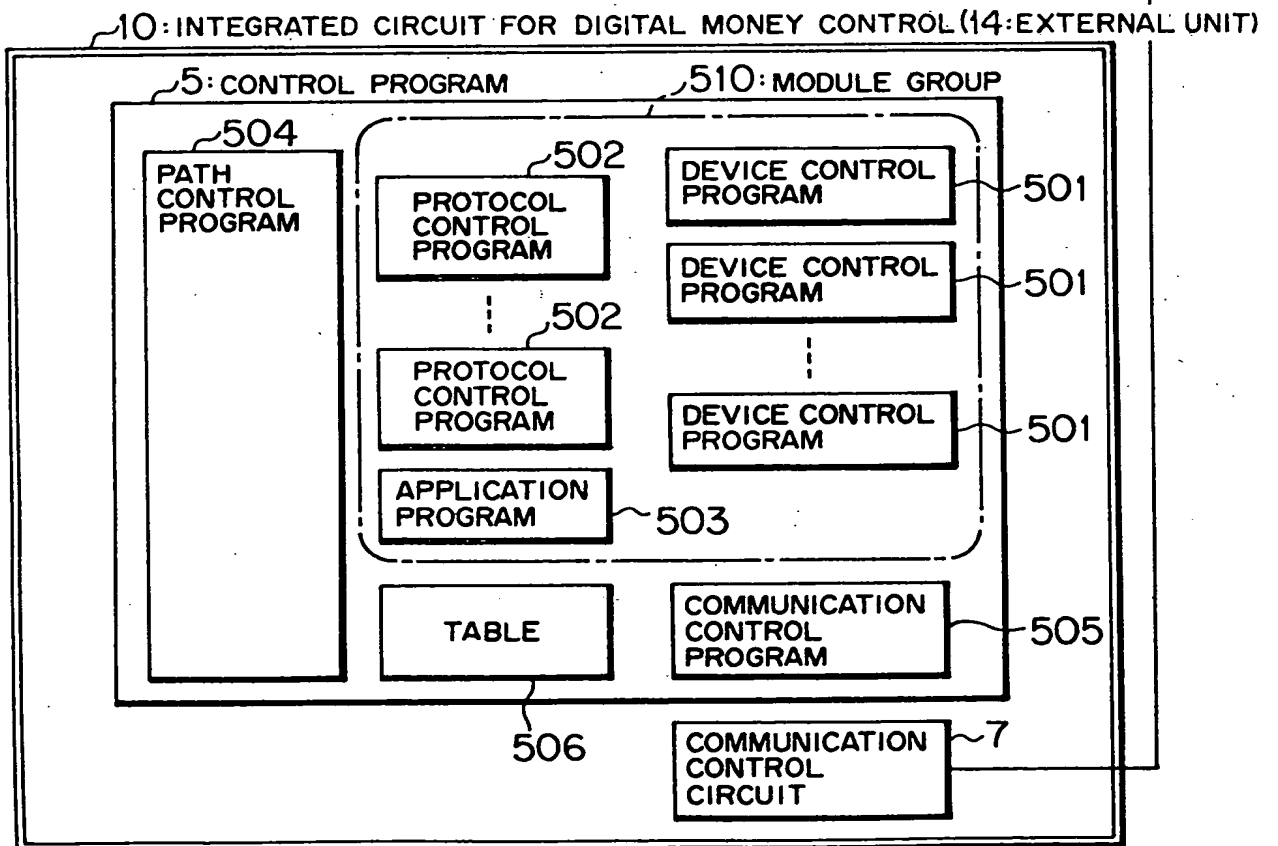 10: INTEGRATED CIRCUIT FOR DIGITAL MONEY CONTROL (14: EXTERNAL UNIT)
5: CONTROL PROGRAM
510: MODULE GROUP
504
PATH
CONTROL
PROGRAM
502
PROTOCOL
CONTROL
PROGRAM
DEVICE CONTROL
PROGRAM
501
DEVICE CONTROL
PROGRAM
501
502
PROTOCOL
CONTROL
PROGRAM
DEVICE CONTROL
PROGRAM
501
APPLICATION
PROGRAM
503
TABLE
506
COMMUNICATION
CONTROL
PROGRAM
505
COMMUNICATION
CONTROL
CIRCUIT
7